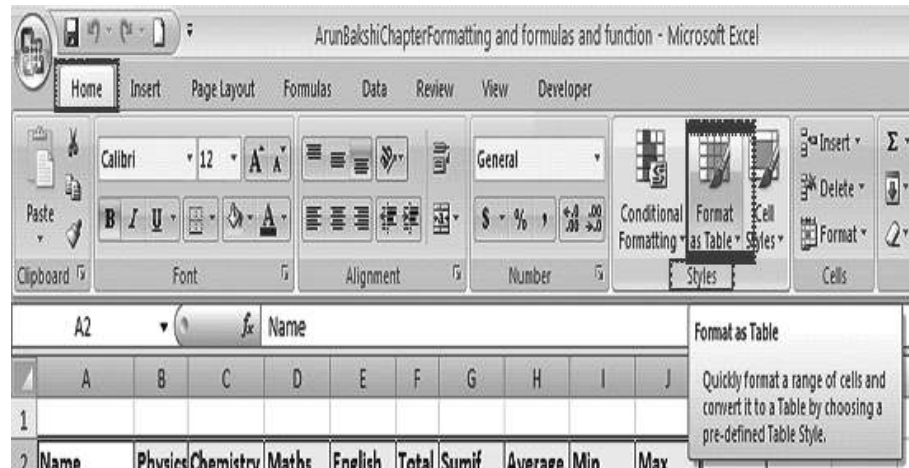 ArunBakshiChapterFormatting and formulas and function - Microsoft Excel
Home Insert Page Layout Formulas Data Review View Developer
Calibri 12 A A General Insert Σ
Paste Delete
B I U A $ % , .00 .0 Conditional Formatting Format as Table Cell Styles Format
Clipboard Font Alignment Number Styles Cells
A2 fx Name
Format as Table
Quickly format a range of cells and
convert it to a Table by choosing a
pre-defined Table Style.
A B C D E F G H I J
1
2 Name Physics Chemistry Maths English Total Sumif Average Min Max